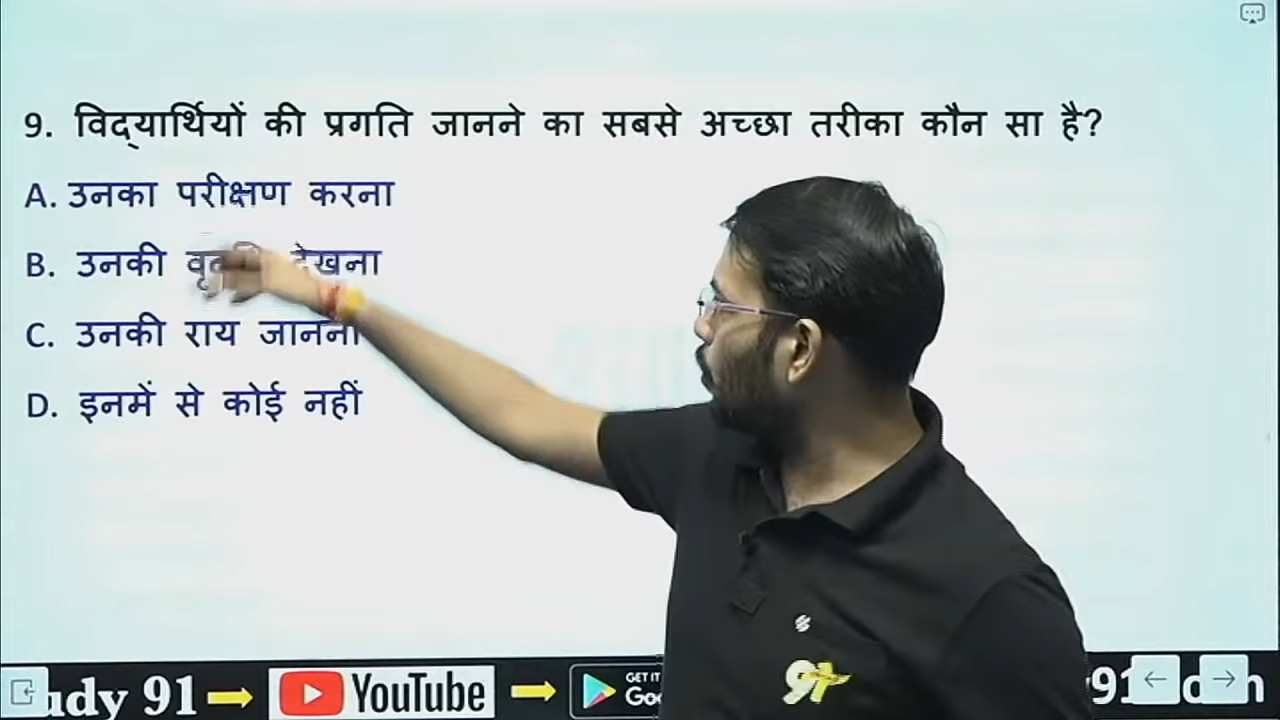 9. विद्यार्थियों की प्रगति जानने का सबसे अच्छा तरीका कौन सा है?
A. उनका परीक्षण करना
B. उनकी देखना
C. उनकी राय जानना
D. इनमें से कोई नहीं
91
udy 91 YouTube GET IT